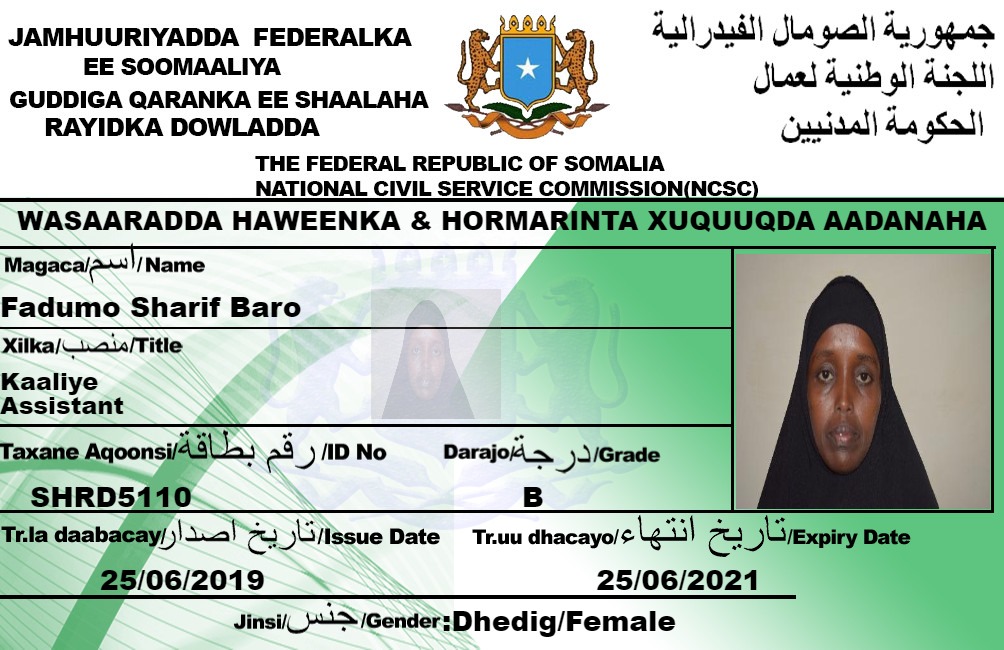 JAMHUURIYADDA FEDERALKA
EE SOOMAALIYA
GUDDIGA QARANKA EE SHAALAHA
RAYIDKA DOWLADDA
جمهورية الصومال الفيدرالية
اللجنة الوطنية لعمال
الحكومة المدنيين
THE FEDERAL REPUBLIC OF SOMALIA
NATIONAL CIVIL SERVICE COMMISSION(NCSC)
WASAARADDA HAWEENKA & HORMARINTA XUQUUQDA AADANAHA
Magaca/اسم/Name
Fadumo Sharif Baro
Xilka/منصب/Title
Kaaliye
Assistant
Taxane Aqoonsi/رقم بطاقة/ID No
SHRD5110
Darajo/درجة/Grade
B
Tr.la daabacay/تاريخ اصدار/Issue Date
25/06/2019
Tr.uu dhacayo/تاريخ انتهاء/Expiry Date
25/06/2021
Jinsi/جنس/Gender:Dhedig/Female